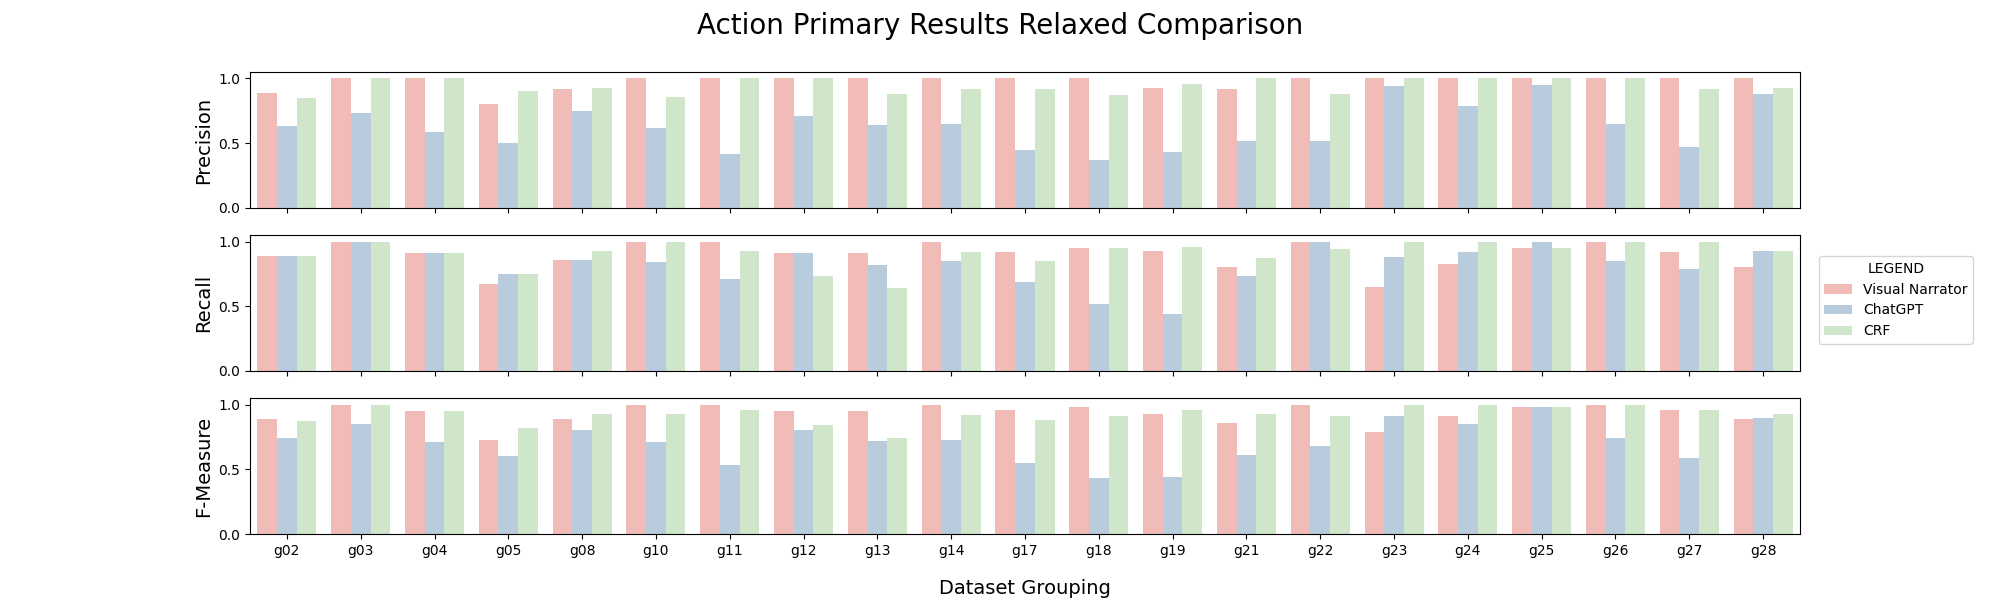 Action Primary Results Relaxed Comparison
Precision
1.0
0.5
0.0
Recall
1.0
0.5
0.0
LEGEND
Visual Narrator
ChatGPT
CRF
F-Measure
1.0
0.5
0.0
g02 g03 g04 g05 g08 g10 g11 g12 g13 g14 g17 g18 g19 g21 g22 g23 g24 g25 g26 g27 g28
Dataset Grouping